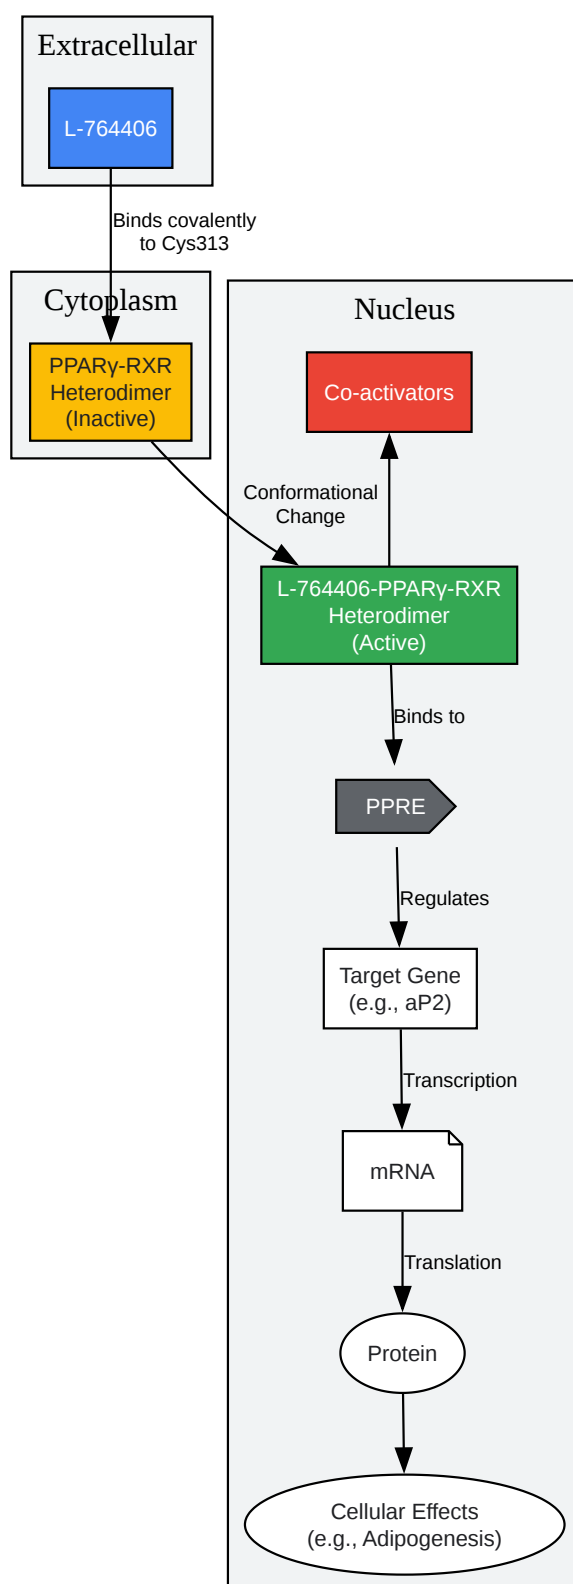 Extracellular
L-764406
Binds covalently
to Cys313
Cytoplasm
PPARγ-RXR
Heterodimer
(Inactive)
Nucleus
Co-activators
Conformational
Change
L-764406-PPARγ-RXR
Heterodimer
(Active)
Binds to
PPRE
Regulates
Target Gene
(e.g., aP2)
Transcription
mRNA
Translation
Protein
Cellular Effects
(e.g., Adipogenesis)